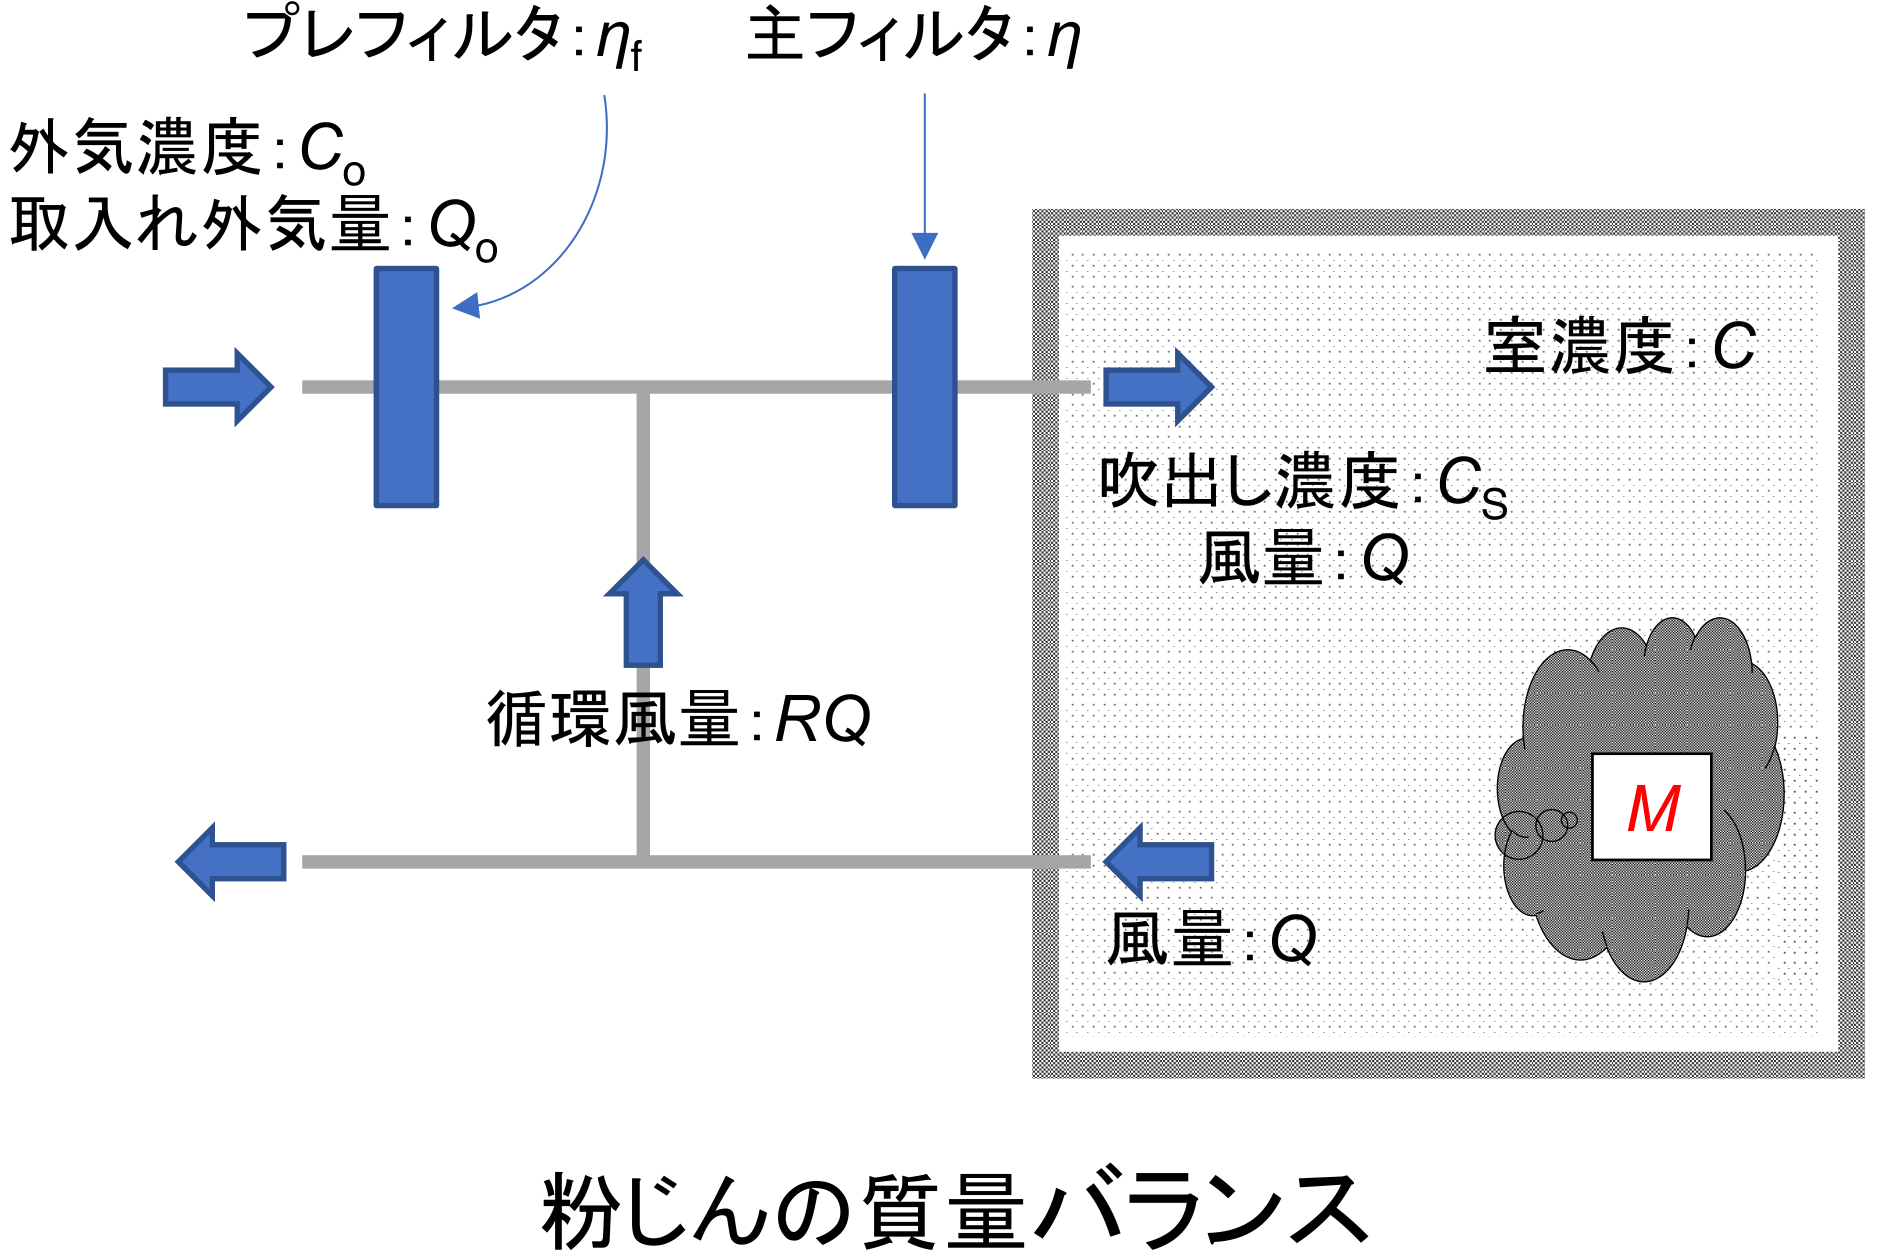 プレフィルタ：ηf
主フィルタ：η
外気濃度：Co
取入れ外気量：Qo
室濃度：C
吹出し濃度：CS
風量：Q
循環風量：RQ
M
風量：Q
粉じんの質量バランス